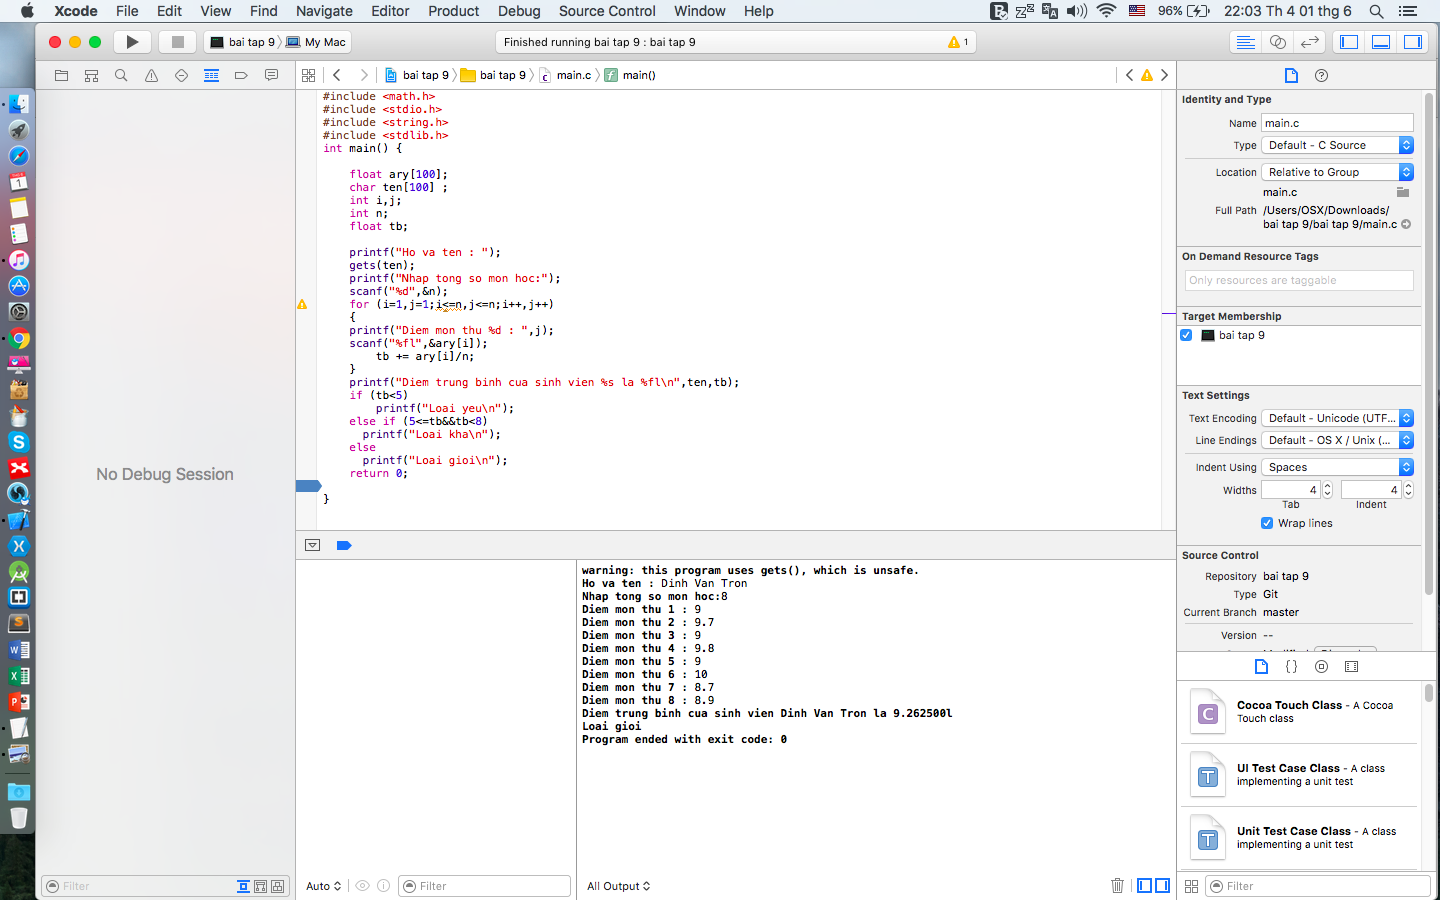 Xcode File Edit View Find Navigate Editor Product Debug Source Control Window Help 96% 22:03 Th 4 01 thg 6
bai tap 9 My Mac
Finished running bai tap 9 : bai tap 9 1
bai tap 9 bai tap 9 main.c main()
No Debug Session
Filter
#include <math.h>
#include <stdio.h>
#include <string.h>
#include <stdlib.h>
int main() {
float ary[100];
char ten[100] ;
int i,j;
int n;
float tb;
printf("Ho va ten : ");
gets(ten);
printf("Nhap tong so mon hoc:");
scanf("%d",&n);
for (i=1,j=1;i<=n,j<=n;i++,j++)
{
printf("Diem mon thu %d : ",j);
scanf("%fl",&ary[i]);
tb += ary[i]/n;
}
printf("Diem trung binh cua sinh vien %s la %fl\n",ten,tb);
if (tb<5)
printf("Loai yeu\n");
else if (5<=tb&&tb<8)
printf("Loai kha\n");
else
printf("Loai gioi\n");
return 0;
}
Auto
Filter
warning: this program uses gets(), which is unsafe.
Ho va ten : Dinh Van Tron
Nhap tong so mon hoc:8
Diem mon thu 1 : 9
Diem mon thu 2 : 9.7
Diem mon thu 3 : 9
Diem mon thu 4 : 9.8
Diem mon thu 5 : 9
Diem mon thu 6 : 10
Diem mon thu 7 : 8.7
Diem mon thu 8 : 8.9
Diem trung binh cua sinh vien Dinh Van Tron la 9.262500l
Loai gioi
Program ended with exit code: 0
All Output
Identity and Type
Name main.c
Type Default - C Source
Location Relative to Group
main.c
Full Path /Users/OSX/Downloads/
bai tap 9/bai tap 9/main.c
On Demand Resource Tags
Only resources are taggable
Target Membership
bai tap 9
Text Settings
Text Encoding Default - Unicode (UTF...
Line Endings Default - OS X / Unix (...
Indent Using Spaces
Widths 4 4
Tab Indent
Wrap lines
Source Control
Repository bai tap 9
Type Git
Current Branch master
Version --
Cocoa Touch Class - A Cocoa
Touch class
UI Test Case Class - A class
implementing a unit test
Unit Test Case Class - A class
implementing a unit test
Filter